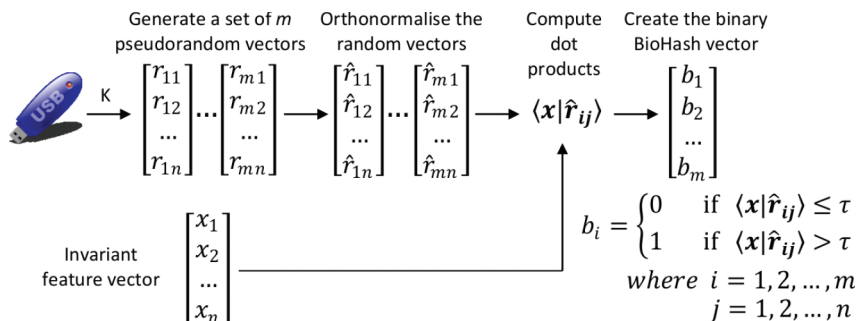 Generate a set of m pseudorandom vectors
Orthonormalise the random vectors
Compute dot products
Create the binary BioHash vector
USB
K
[r₁₁ r₁₂ ... r₁ₙ] ... [rₘ₁ rₘ₂ ... rₘₙ]
[r̂₁₁ r̂₁₂ ... r̂₁ₙ] ... [r̂ₘ₁ r̂ₘ₂ ... r̂ₘₙ]
⟨x|r̂ᵢⱼ⟩
[b₁ b₂ ... bₘ]
Invariant feature vector
[x₁ x₂ ... xₙ]
bᵢ = {0 if ⟨x|r̂ᵢⱼ⟩ ≤ τ
1 if ⟨x|r̂ᵢⱼ⟩ > τ
where i = 1,2, ..., m
j = 1,2, ..., n